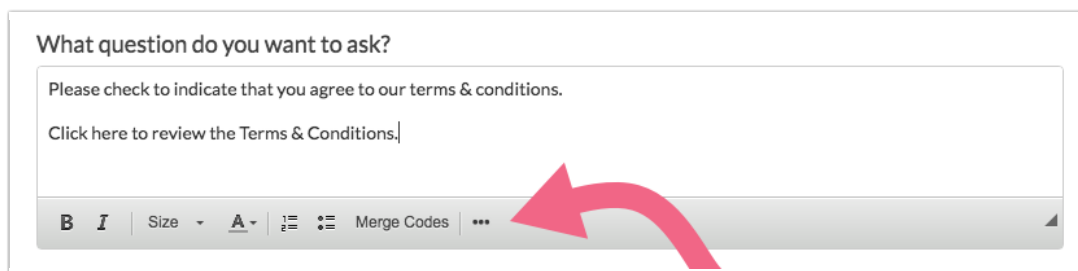 What question do you want to ask?
Please check to indicate that you agree to our terms & conditions.
Click here to review the Terms & Conditions.
B I Size A Merge Codes •••